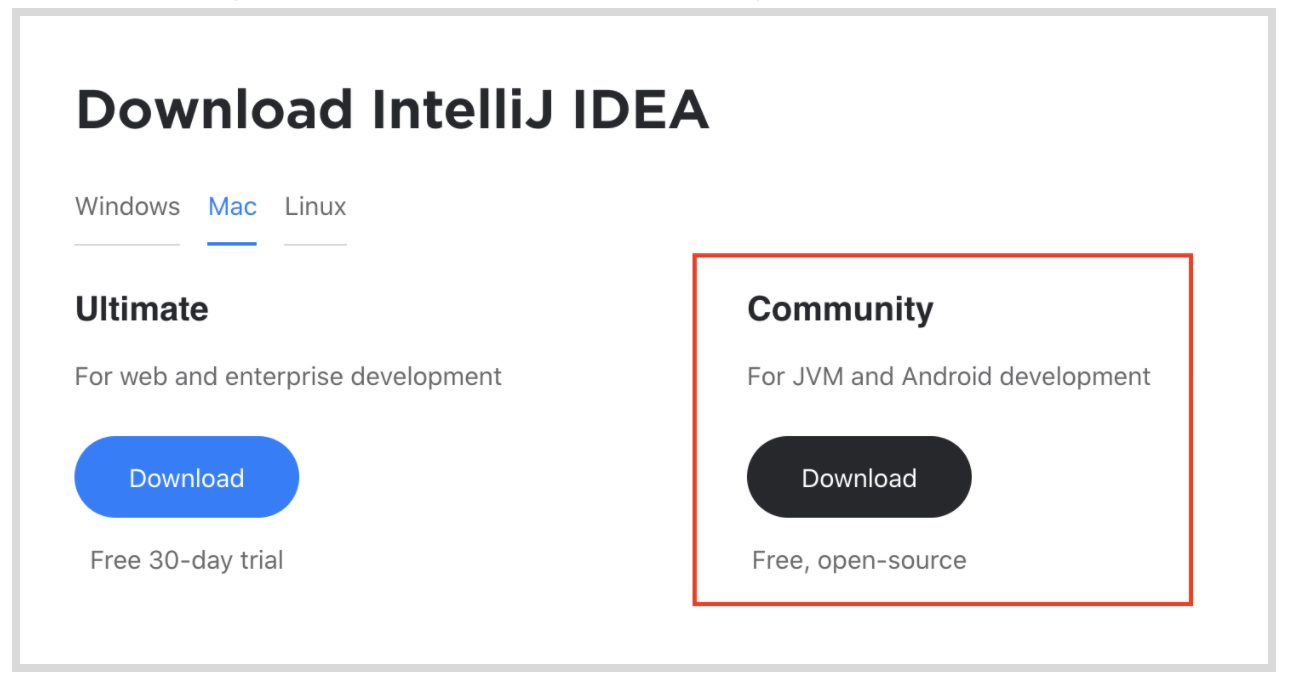 Download IntelliJ IDEA
Windows Mac Linux
Ultimate
For web and enterprise development
Download
Free 30-day trial
Community
For JVM and Android development
Download
Free, open-source